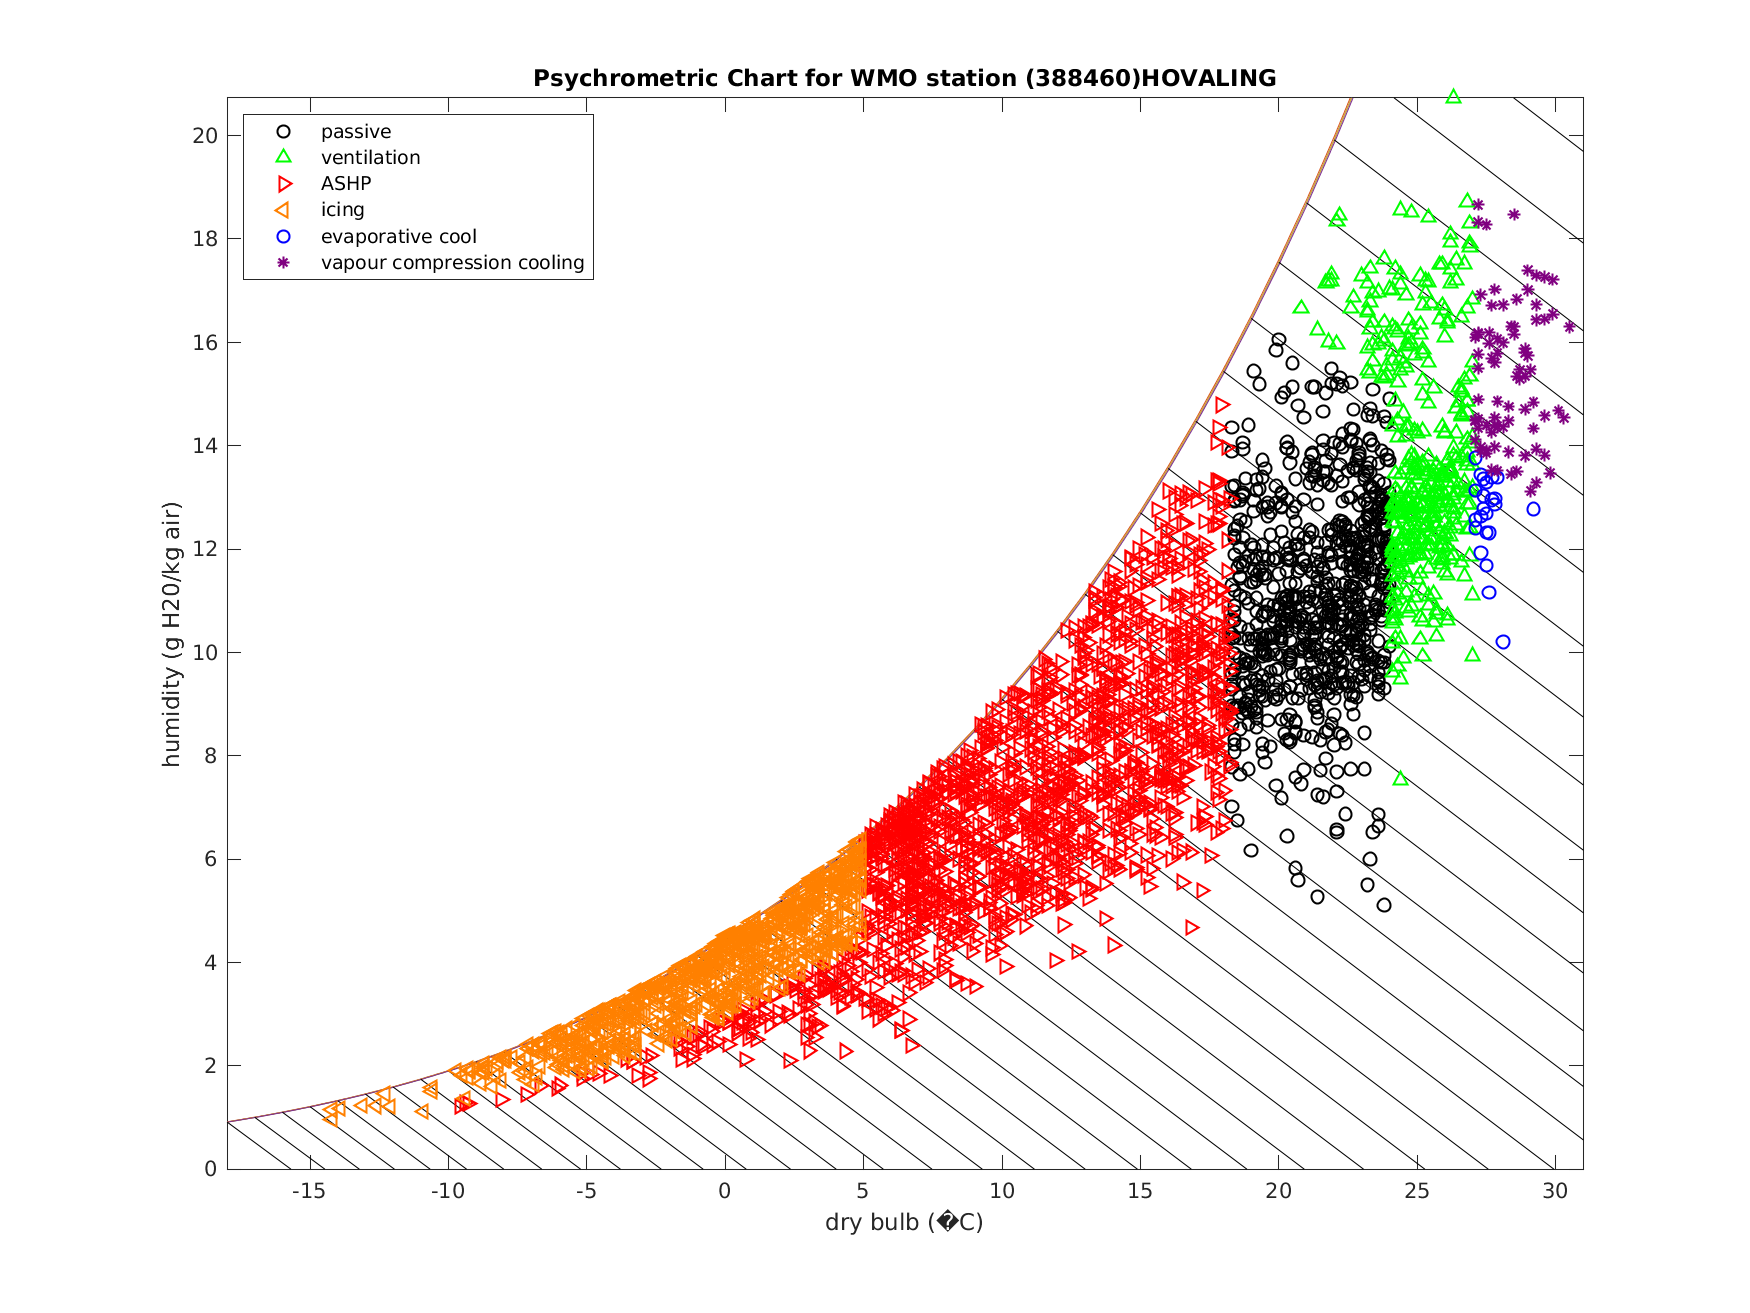 Psychrometric Chart for WMO station (388460)HOVALING
passive
ventilation
ASHP
icing
evaporative cool
vapour compression cooling
humidity (g H20/kg air)
20
18
16
14
12
10
8
6
4
2
0
-15 -10 -5 0 5 10 15 20 25 30
dry bulb (�C)